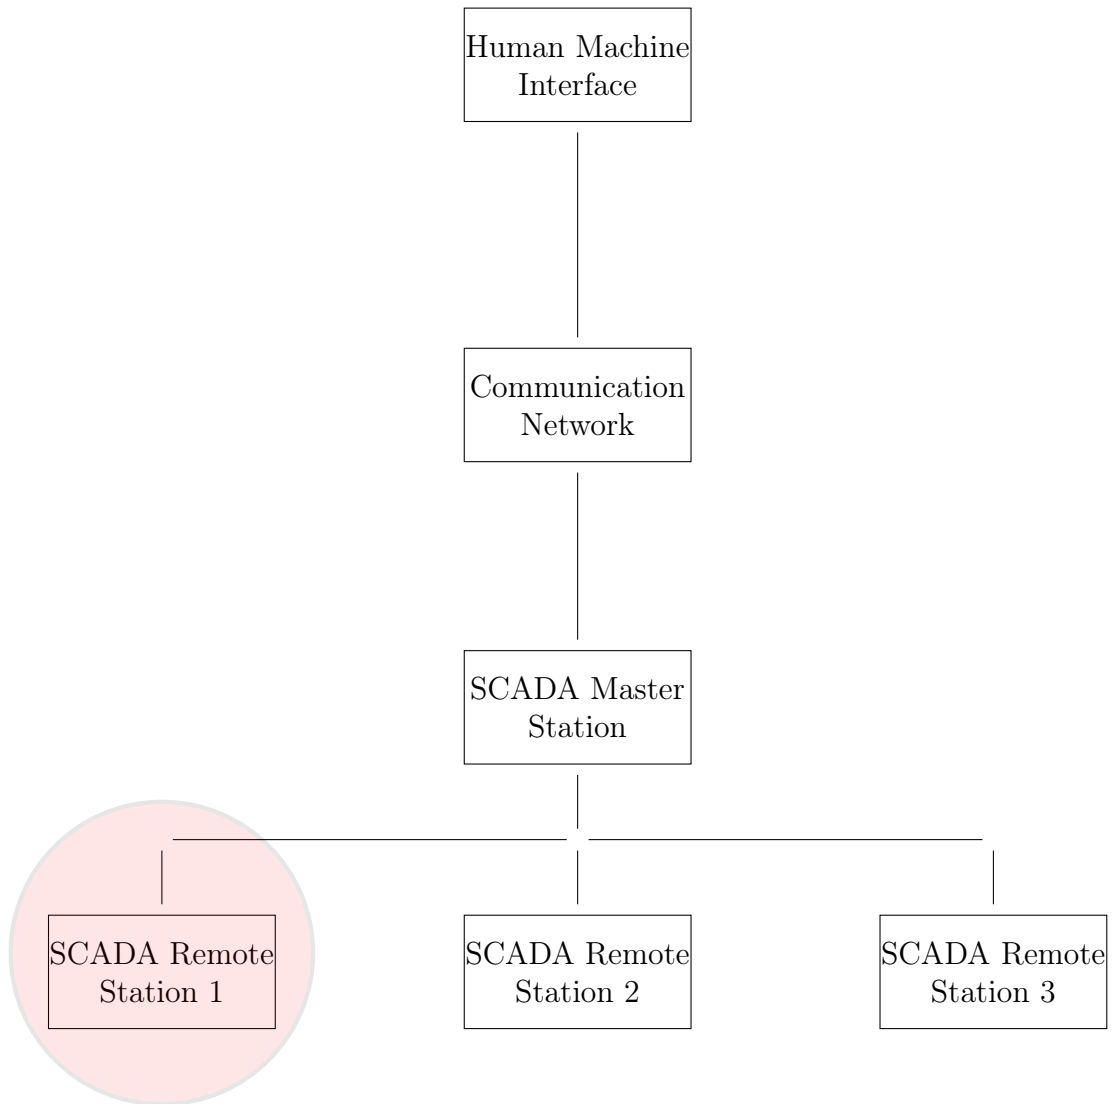 Human Machine
Interface
Communication
Network
SCADA Master
Station
SCADA Remote
Station 1
SCADA Remote
Station 2
SCADA Remote
Station 3